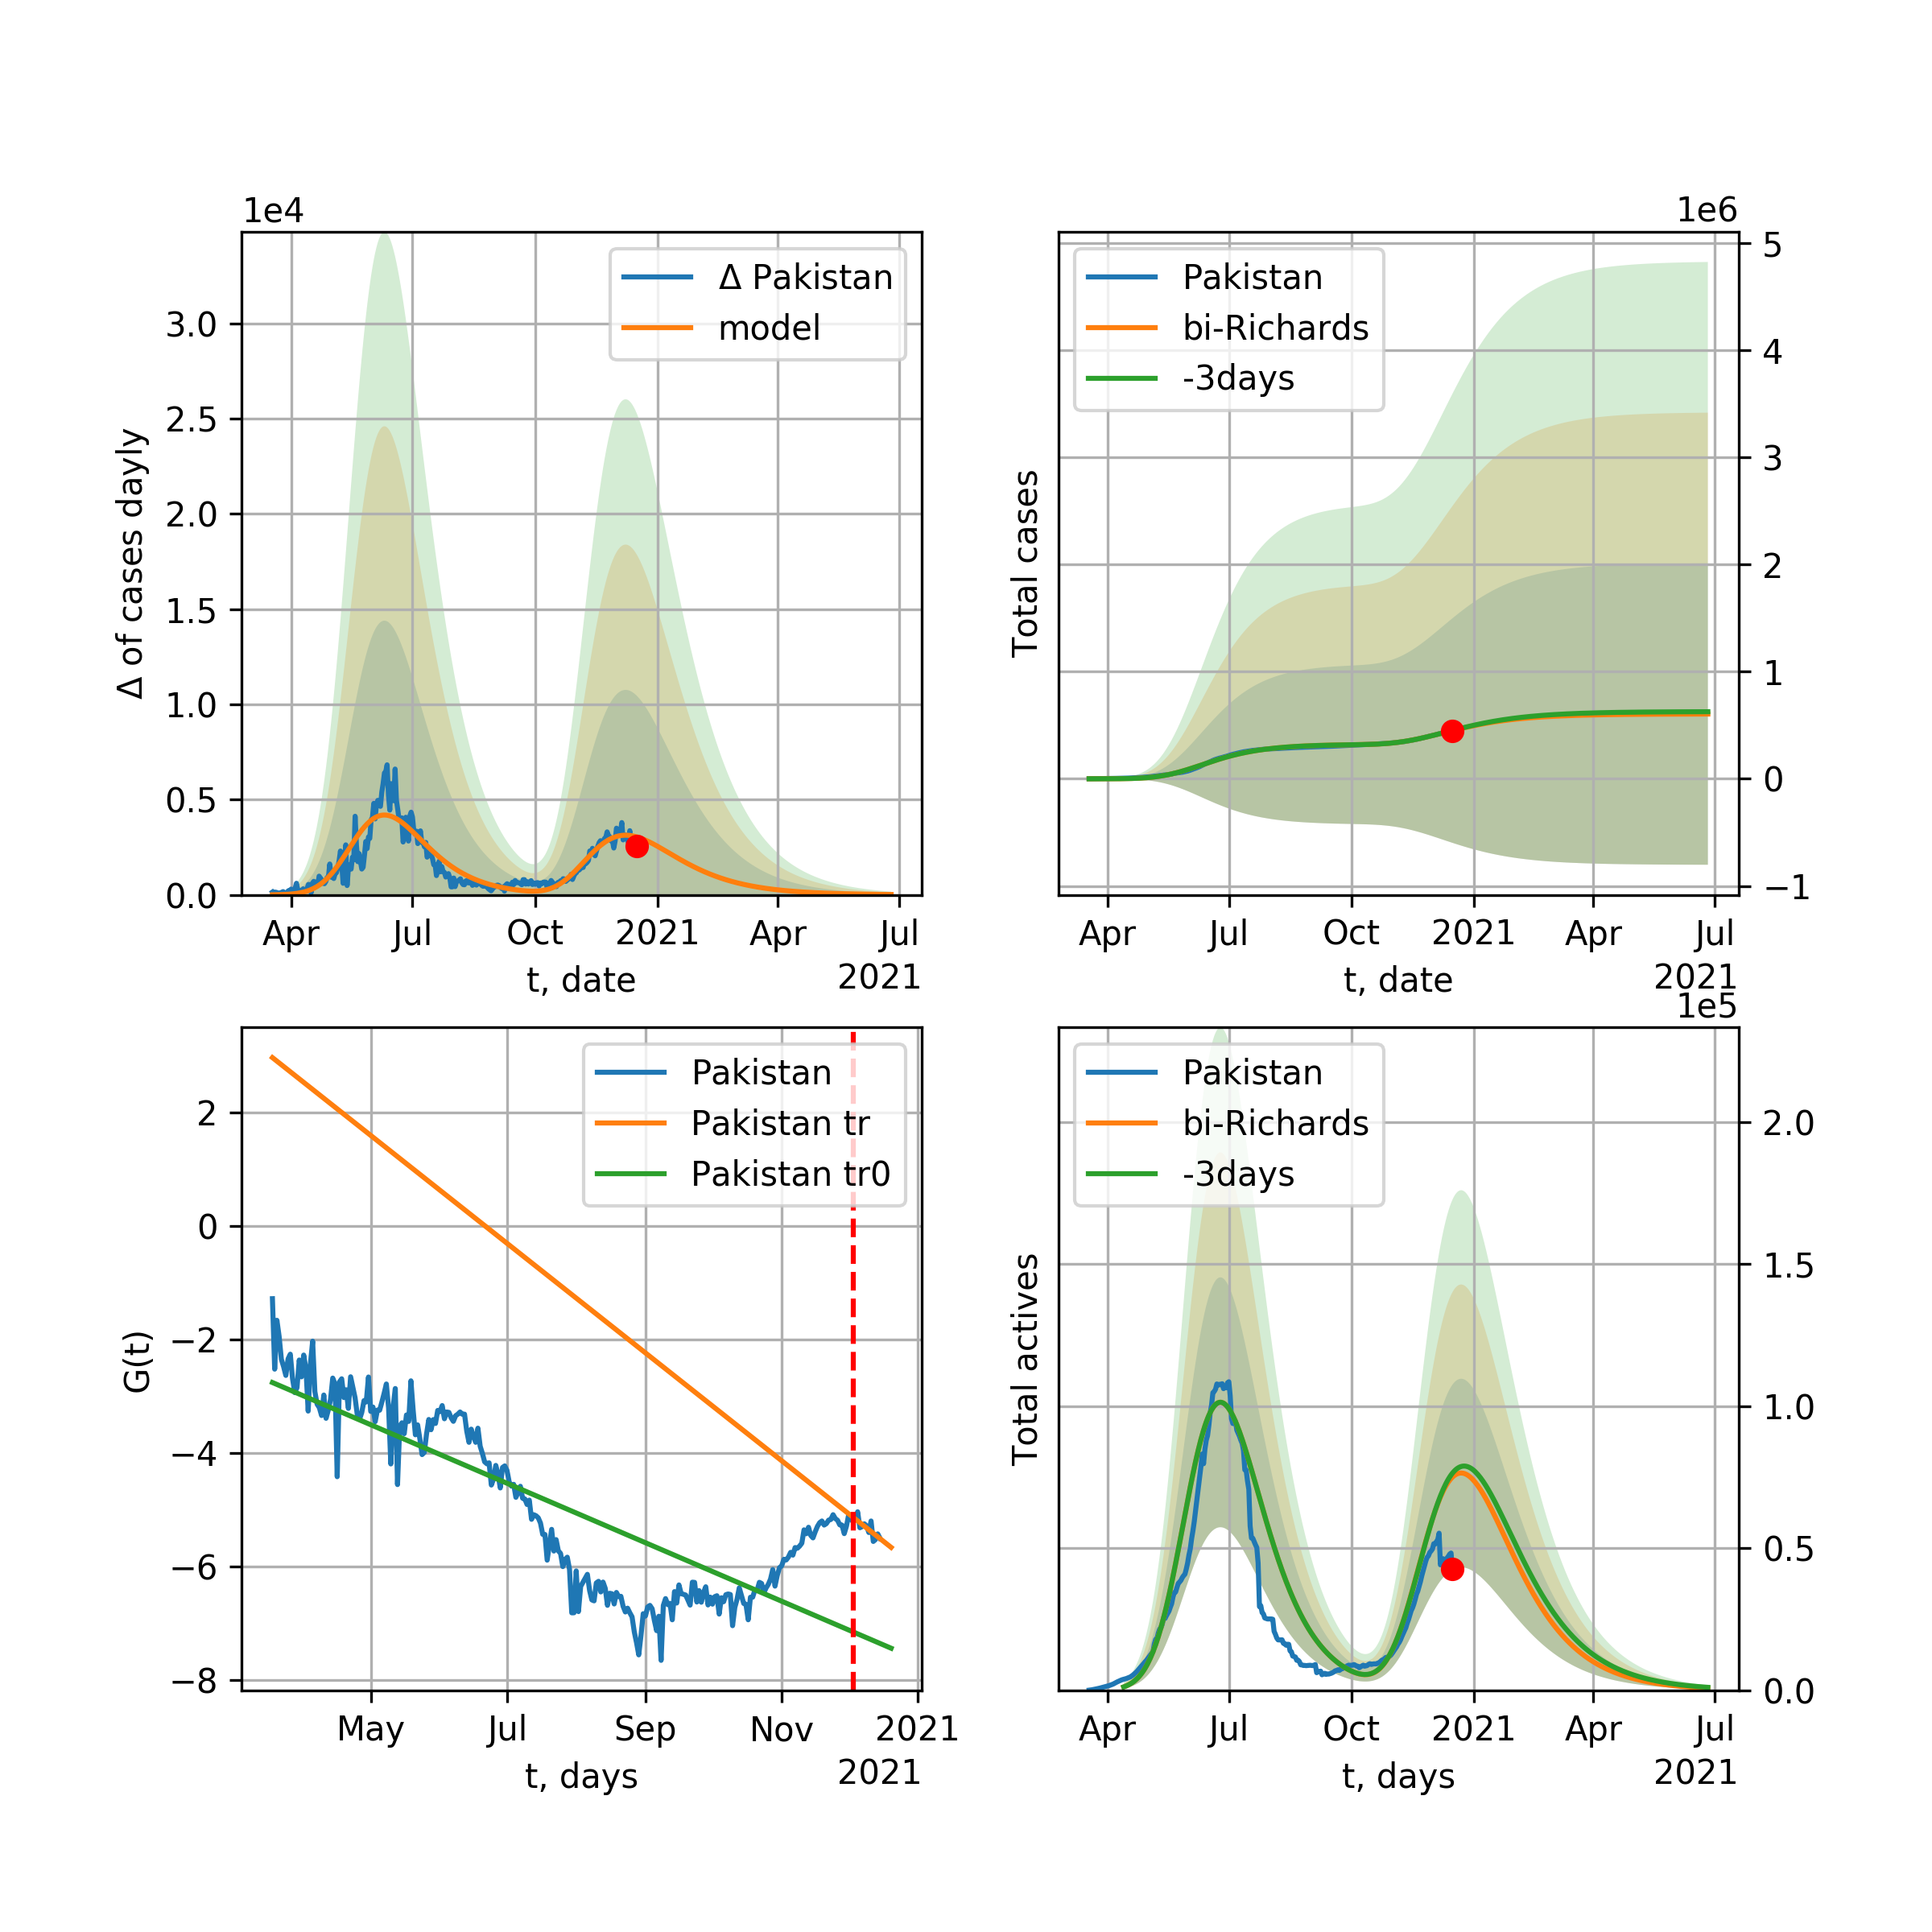 1e4
Δ of cases dayly
3.0
2.5
2.0
1.5
1.0
0.5
0.0
Δ Pakistan
model
Apr Jul Oct 2021 Apr Jul
t, date
2021
1e6
Total cases
5
4
3
2
1
0
−1
Pakistan
bi-Richards
-3days
Apr Jul Oct 2021 Apr Jul
t, date
2021
G(t)
2
0
−2
−4
−6
−8
Pakistan
Pakistan tr
Pakistan tr0
May Jul Sep Nov 2021
t, days
2021
1e5
Total actives
2.0
1.5
1.0
0.5
0.0
Pakistan
bi-Richards
-3days
Apr Jul Oct 2021 Apr Jul
t, days
2021